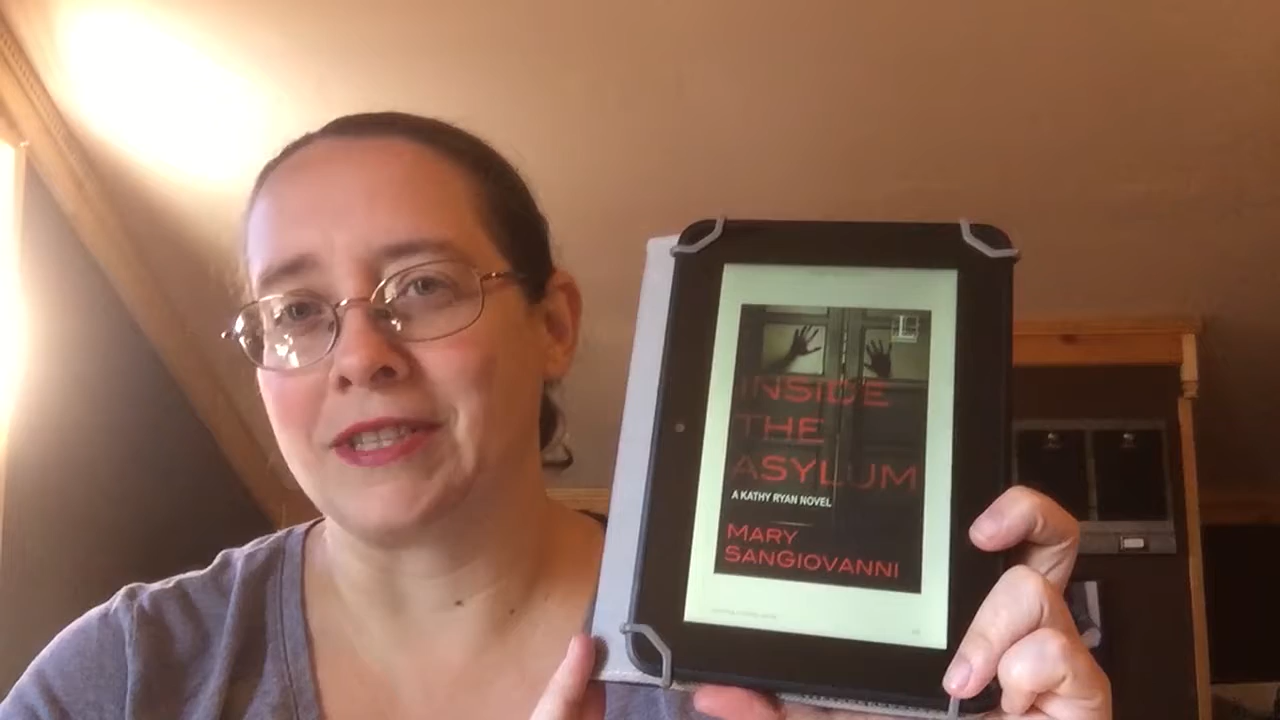 INSIDE
THE
ASYLUM
A KATHY RYAN NOVEL
MARY
SANGIOVANNI